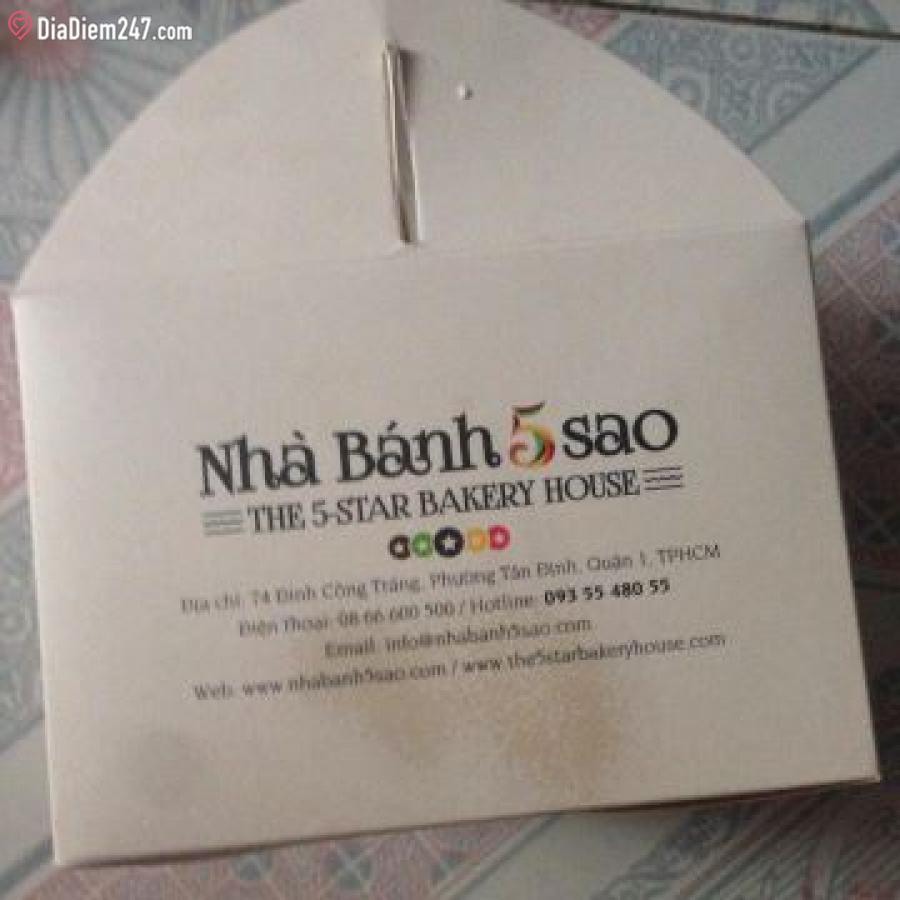 DiaDiem247.com
Nhà Bánh 5 sao
THE 5-STAR BAKERY HOUSE
Địa chỉ: 74 Đinh Công Tráng, Phường Tân Định, Quận 1, TPHCM
Điện Thoại: 08 66 600 500 / Hotline: 093 55 480 55
Email: info@nhabanh5sao.com
Web: www.nhabanh5sao.com / www.the5starbakeryhouse.com